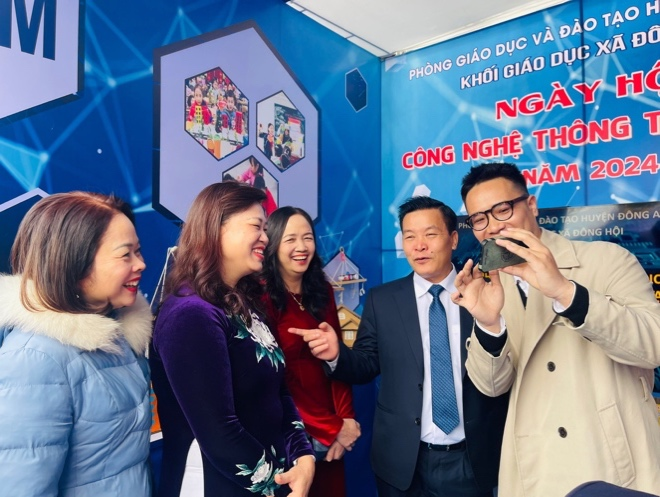 M
PHÒNG GIÁO DỤC VÀ ĐÀO TẠO H
KHỐI GIÁO DỤC XÃ ĐÔ
NGÀY HỘ
CÔNG NGHỆ THÔNG T
NĂM 2024
ĐÀO TẠO HUYỆN ĐÔNG A
XÃ ĐÔNG HỘI